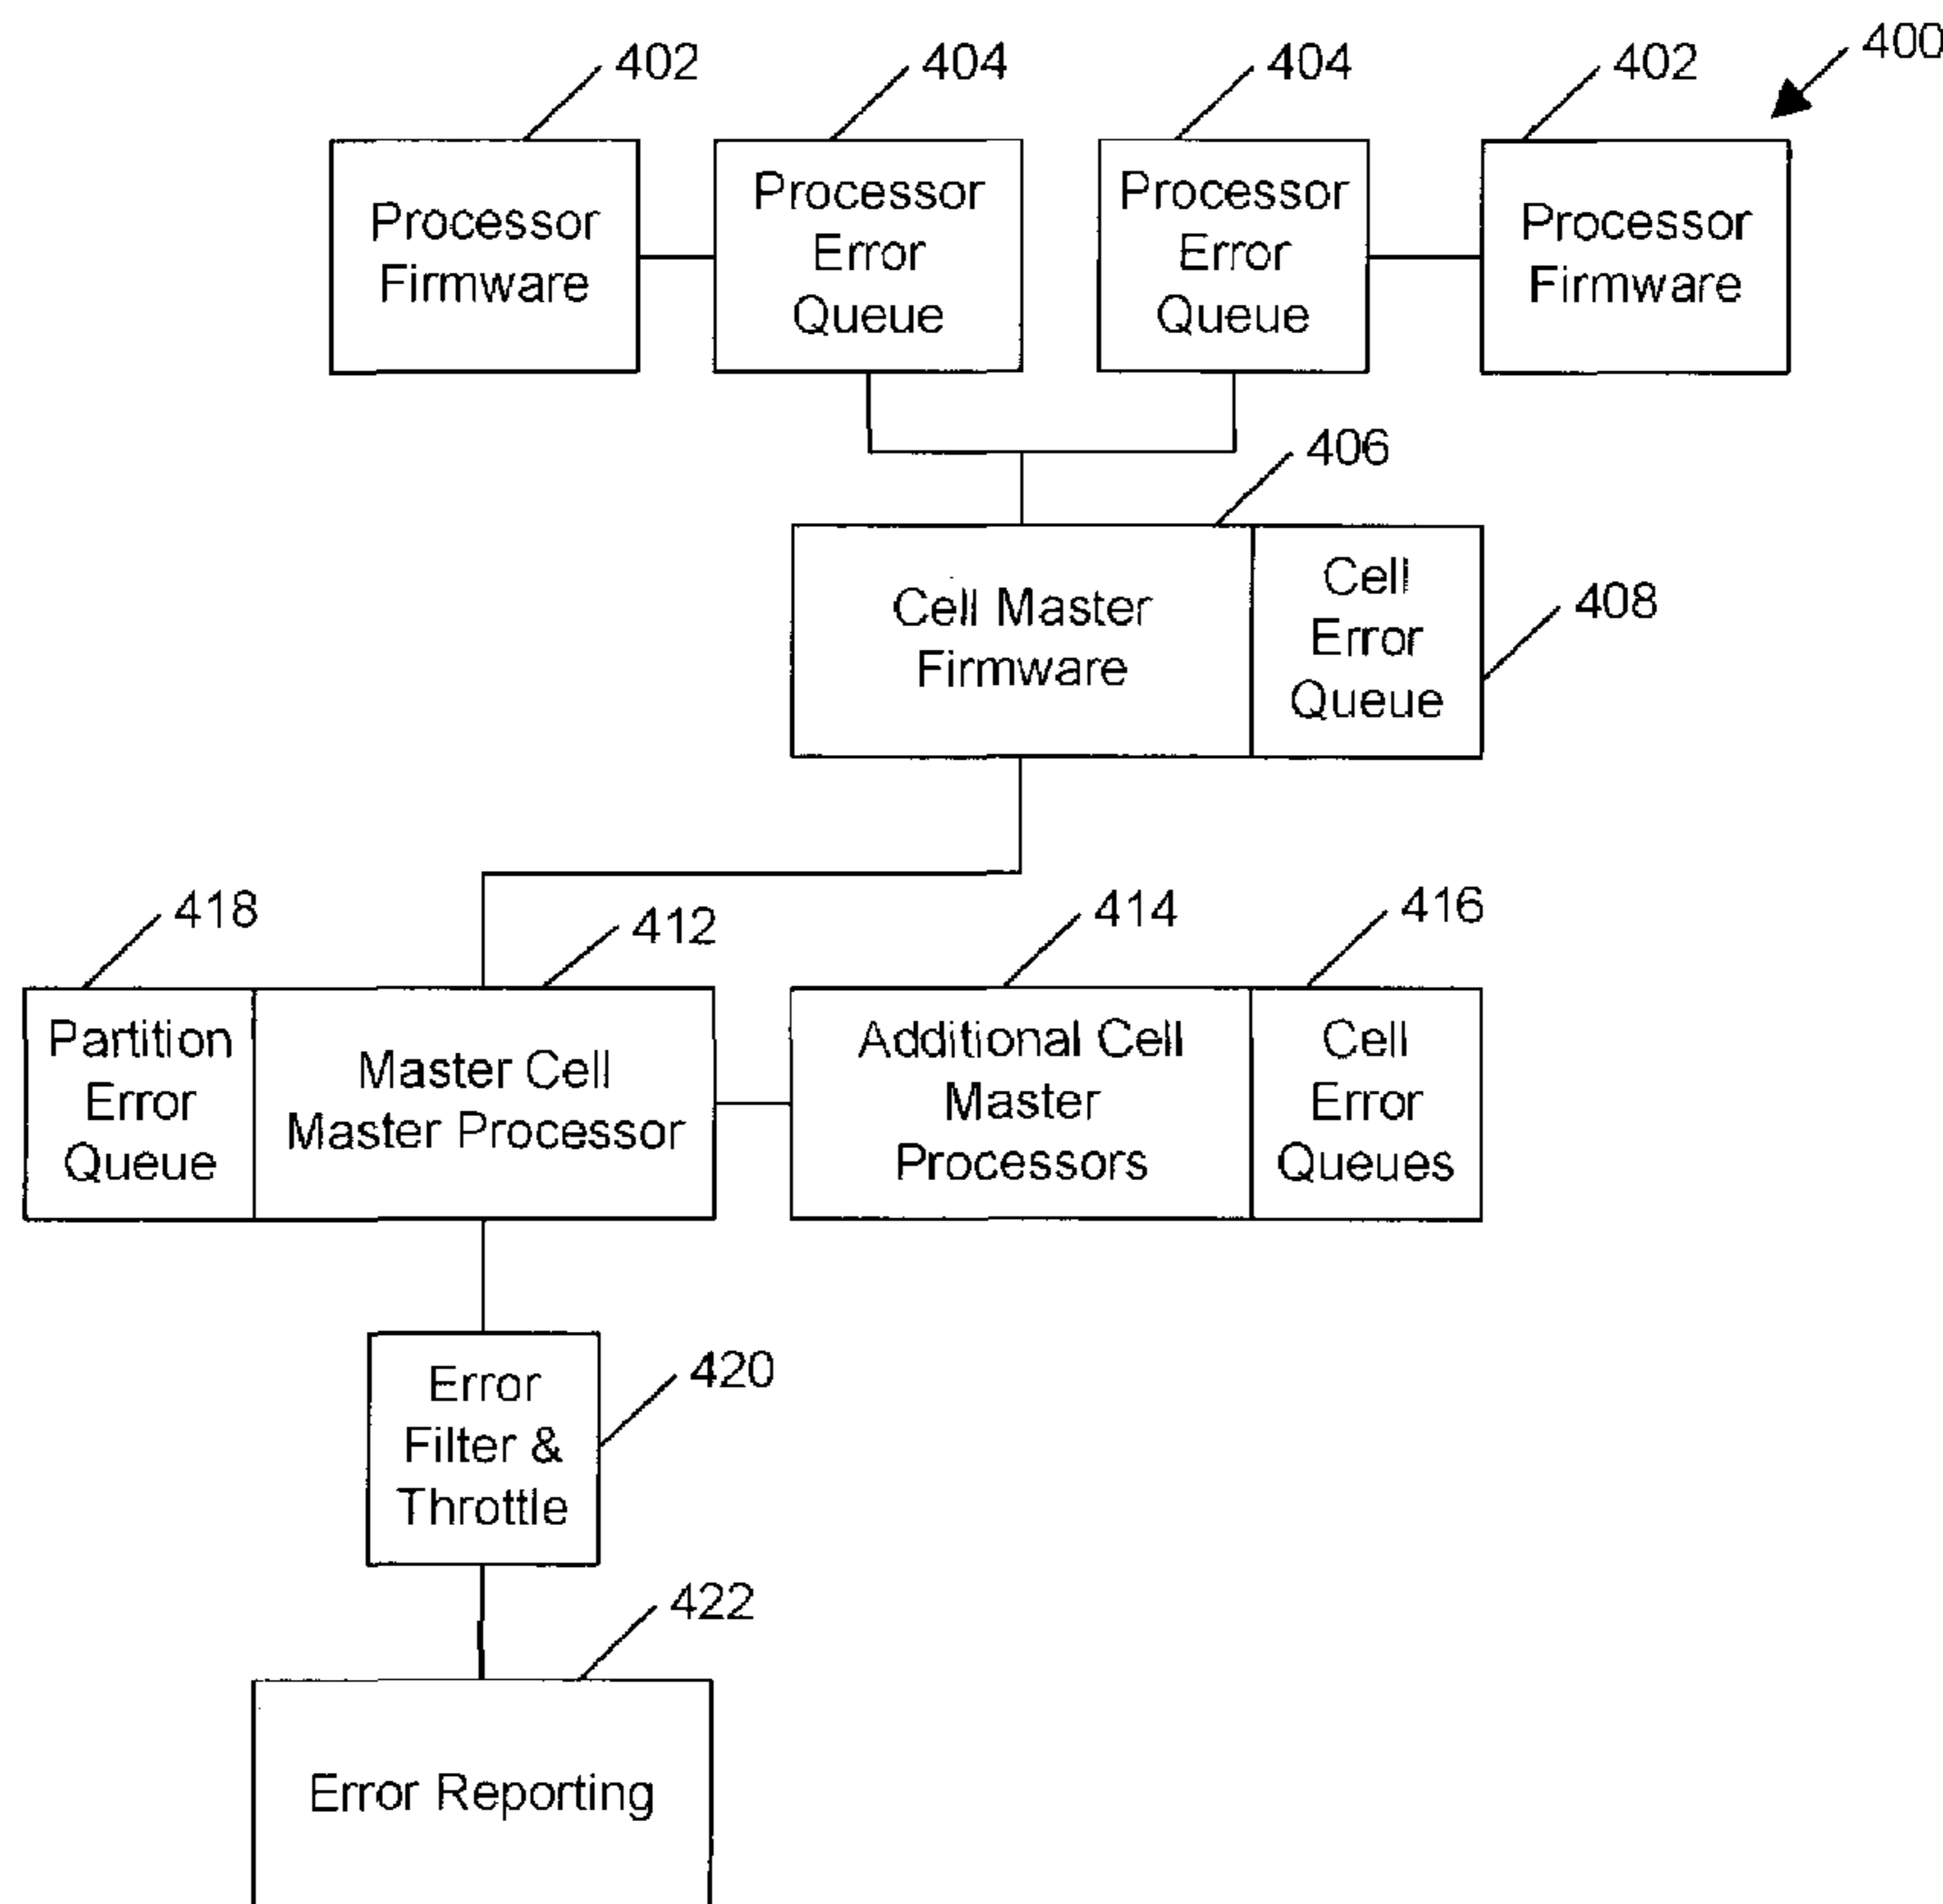 400
402
404
404
402
Processor
Firmware
Processor
Error
Queue
Processor
Error
Queue
Processor
Firmware
406
Cell Master
Firmware
Cell
Error
Queue
408
418
412
414
416
Partition
Error
Queue
Master Cell
Master Processor
Additional Cell
Master
Processors
Cell
Error
Queues
Error
Filter &
Throttle
420
422
Error Reporting